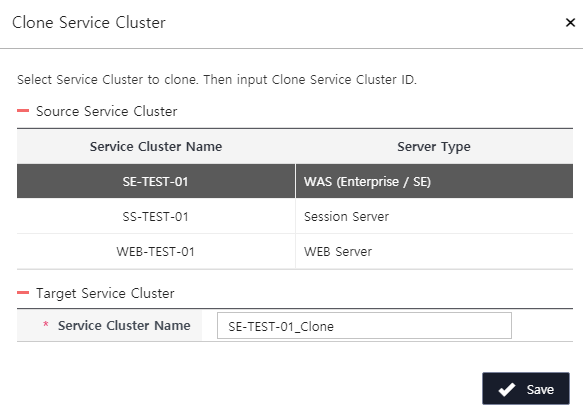 Clone Service Cluster ×
Select Service Cluster to clone. Then input Clone Service Cluster ID.
Source Service Cluster
Service Cluster Name Server Type
SE-TEST-01 WAS (Enterprise / SE)
SS-TEST-01 Session Server
WEB-TEST-01 WEB Server
Target Service Cluster
* Service Cluster Name SE-TEST-01_Clone
Save